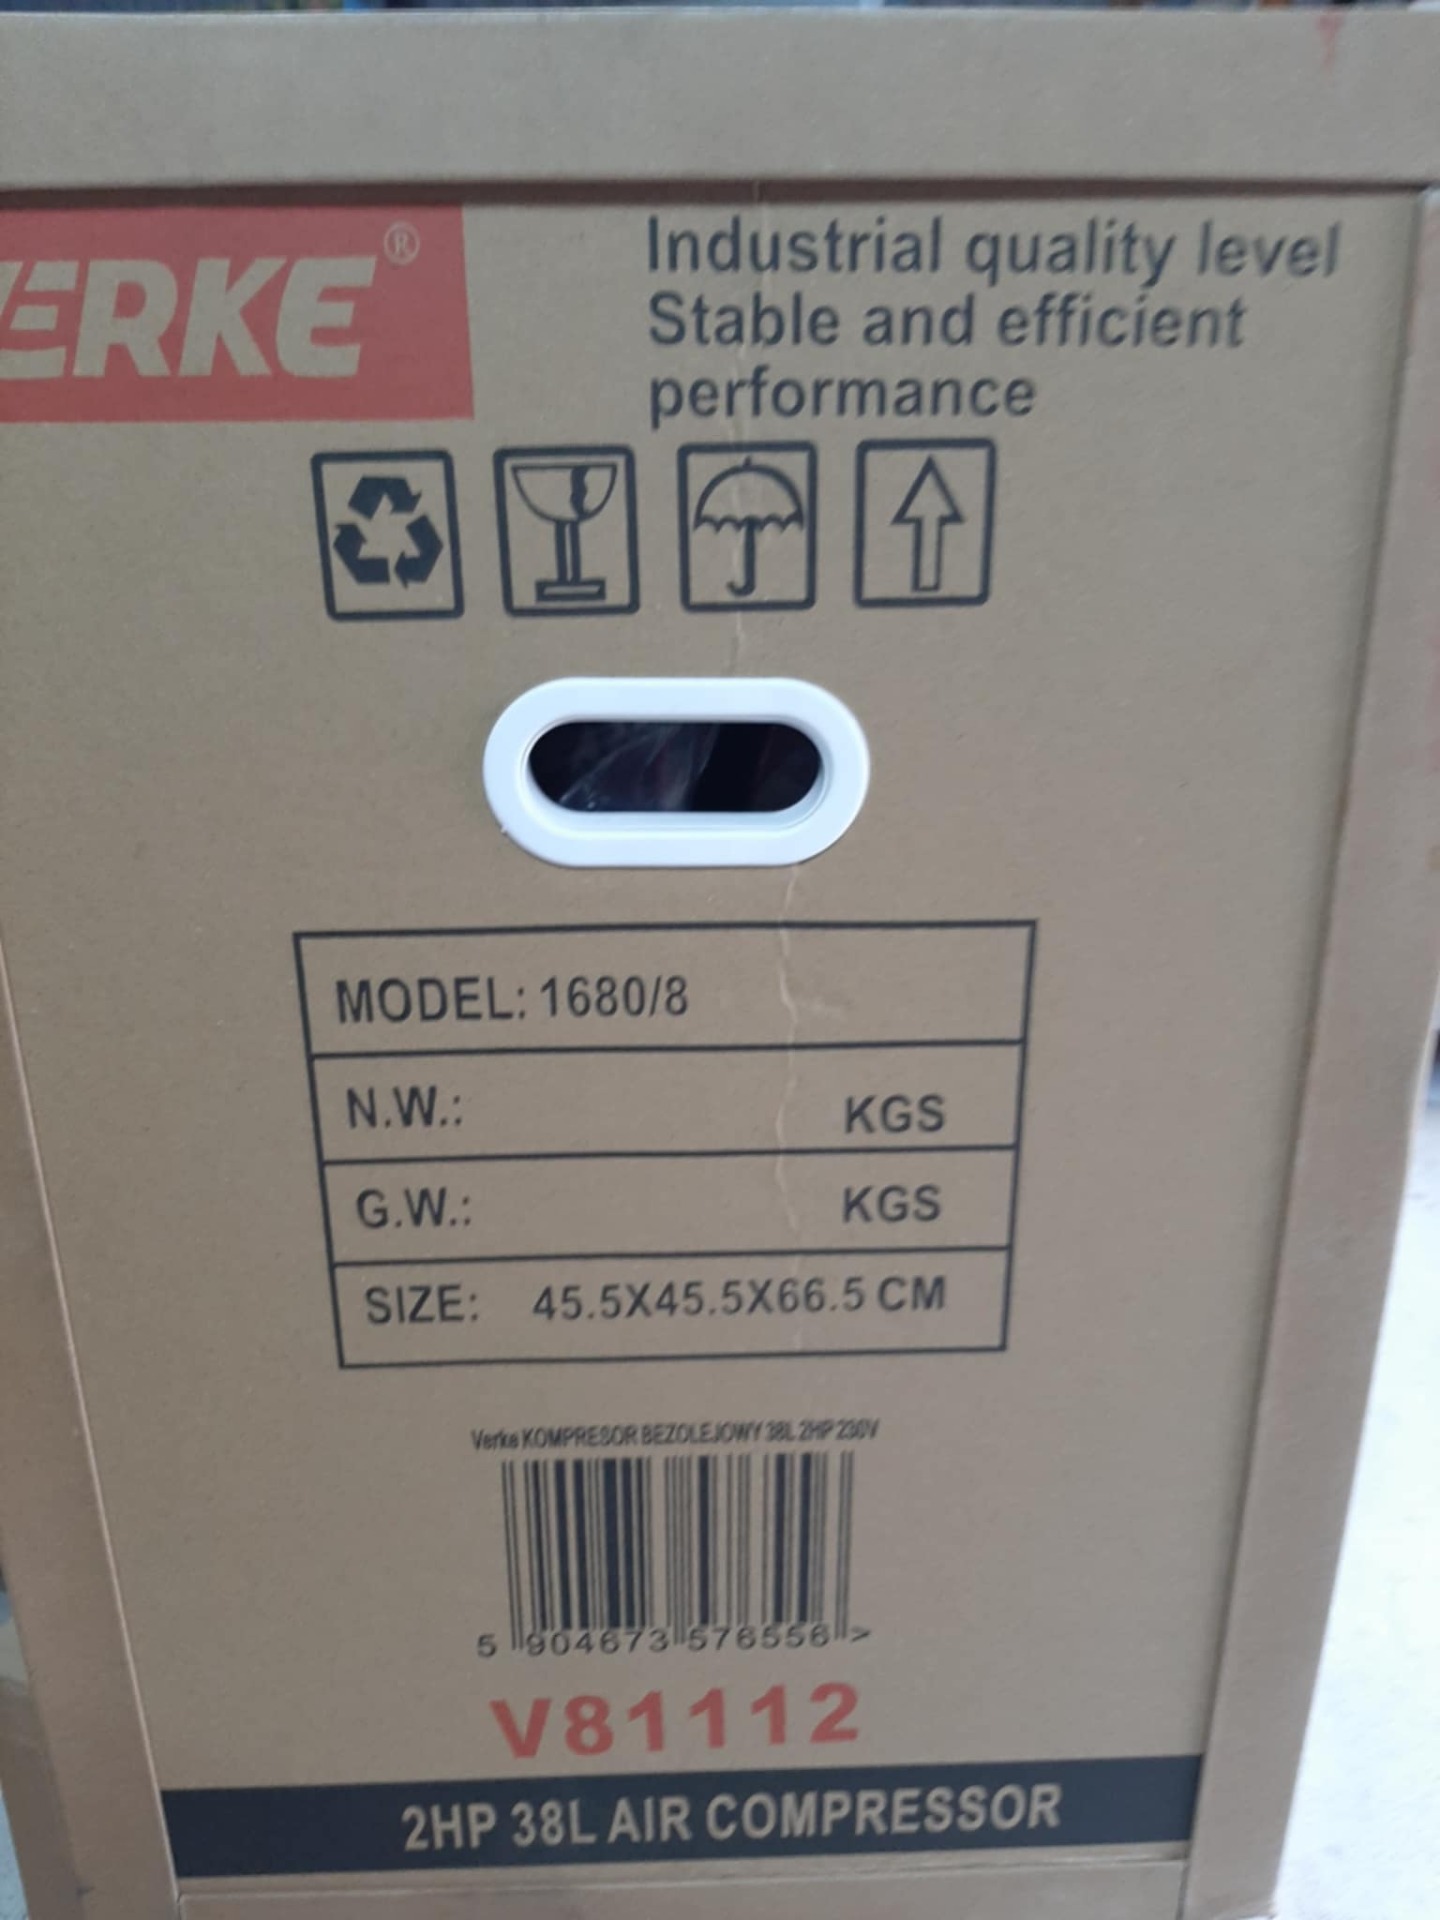 VERKE®
Industrial quality level
Stable and efficient
performance
MODEL: 1680/8
N.W.: KGS
G.W.: KGS
SIZE: 45.5X45.5X66.5 CM
Verke KOMPRESOR BEZOLEJOWY 38L 2HP 230V
5 904673 576556 >
V81112
2HP 38L AIR COMPRESSOR